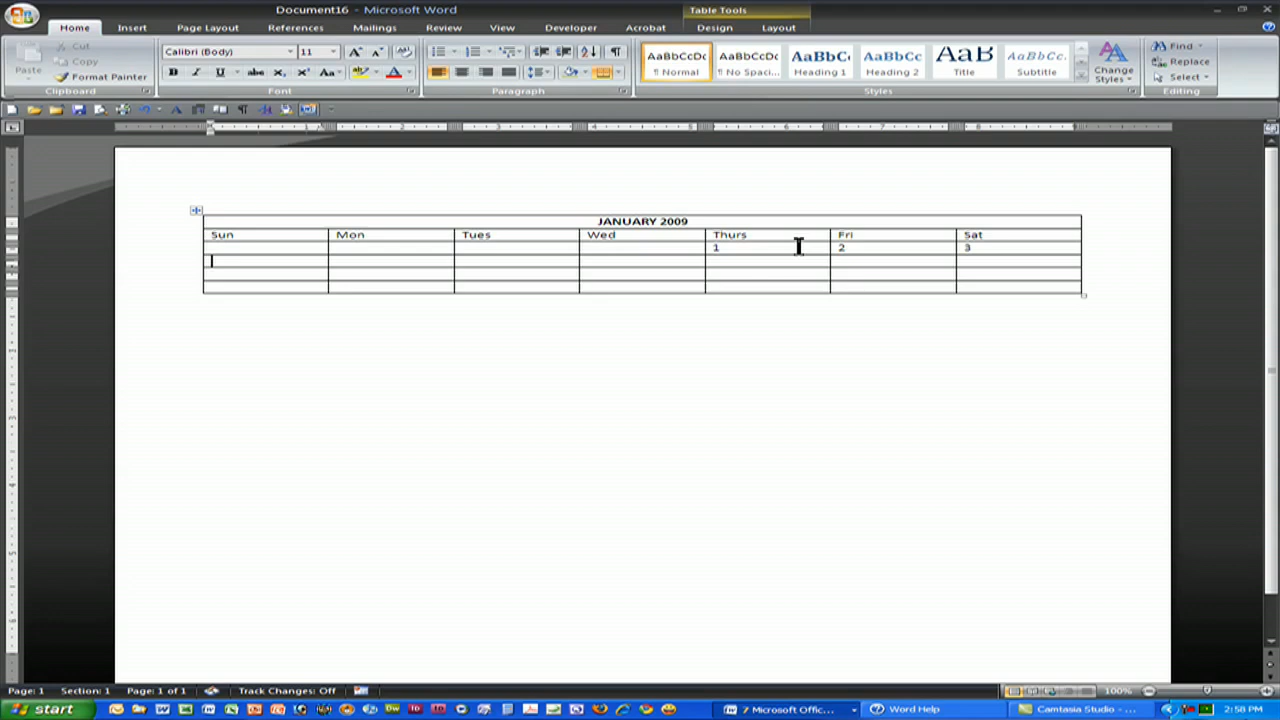 Document16 - Microsoft Word
Table Tools
Home Insert Page Layout References Mailings Review View Developer Acrobat Design Layout
Cut
Copy
Format Painter
Paste
Clipboard
Calibri (Body) 11
Font
Paragraph
AaBbCcDc AaBbCcDc AaBbC AaBbCc AaB AaBbCc.
¶ Normal ¶ No Spaci... Heading 1 Heading 2 Title Subtitle
Change Styles
Styles
Find
Replace
Select
Editing
JANUARY 2009
Sun Mon Tues Wed Thurs Fri Sat
1 2 3
Page: 1 Section: 1 Page: 1 of 1 Track Changes: Off 100%
start 7 Microsoft Offic... Word Help Camtasia Studio - ... 2:58 PM